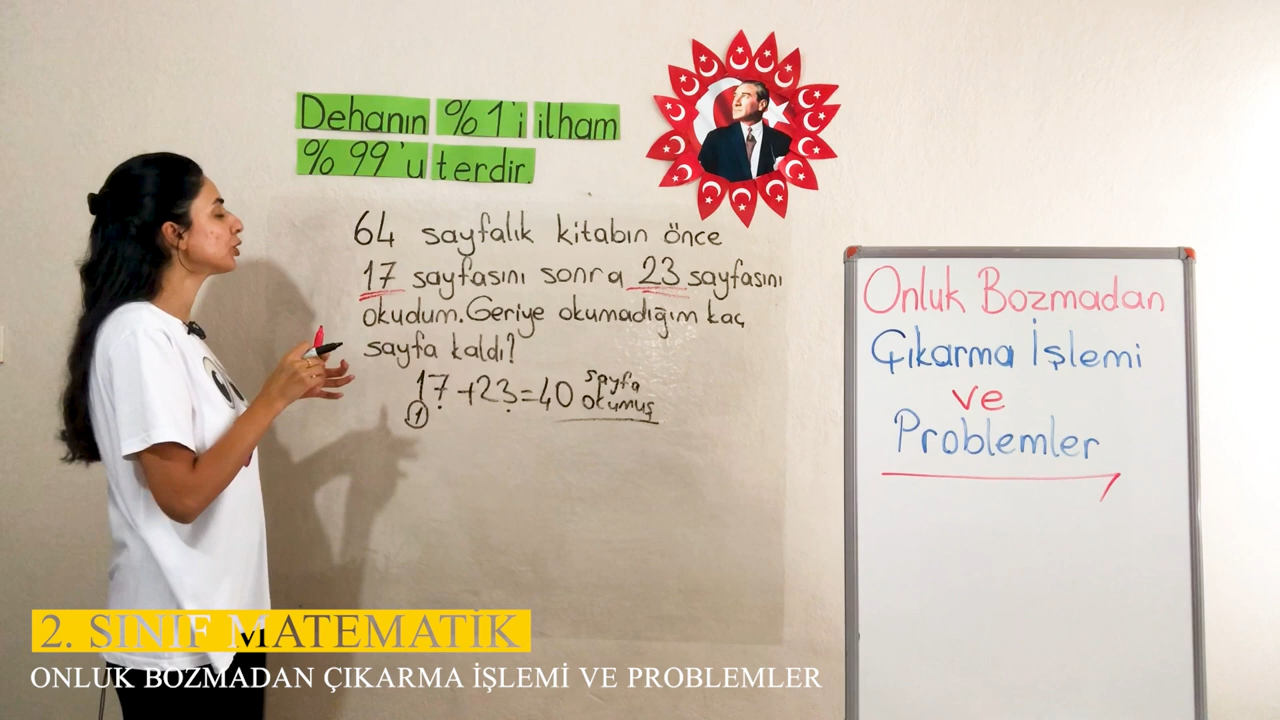 Dehanın %1'i ilham
%99'u terdir.
64 sayfalık kitabın önce
17 sayfasını sonra 23 sayfasını
okudum. Geriye okumadığım kaç
sayfa kaldı?
17+23=40 sayfa
okumuş
1
Onluk Bozmadan
Çıkarma İşlemi
ve
Problemler
2. SINIF MATEMATİK
ONLUK BOZMADAN ÇIKARMA İŞLEMİ VE PROBLEMLER